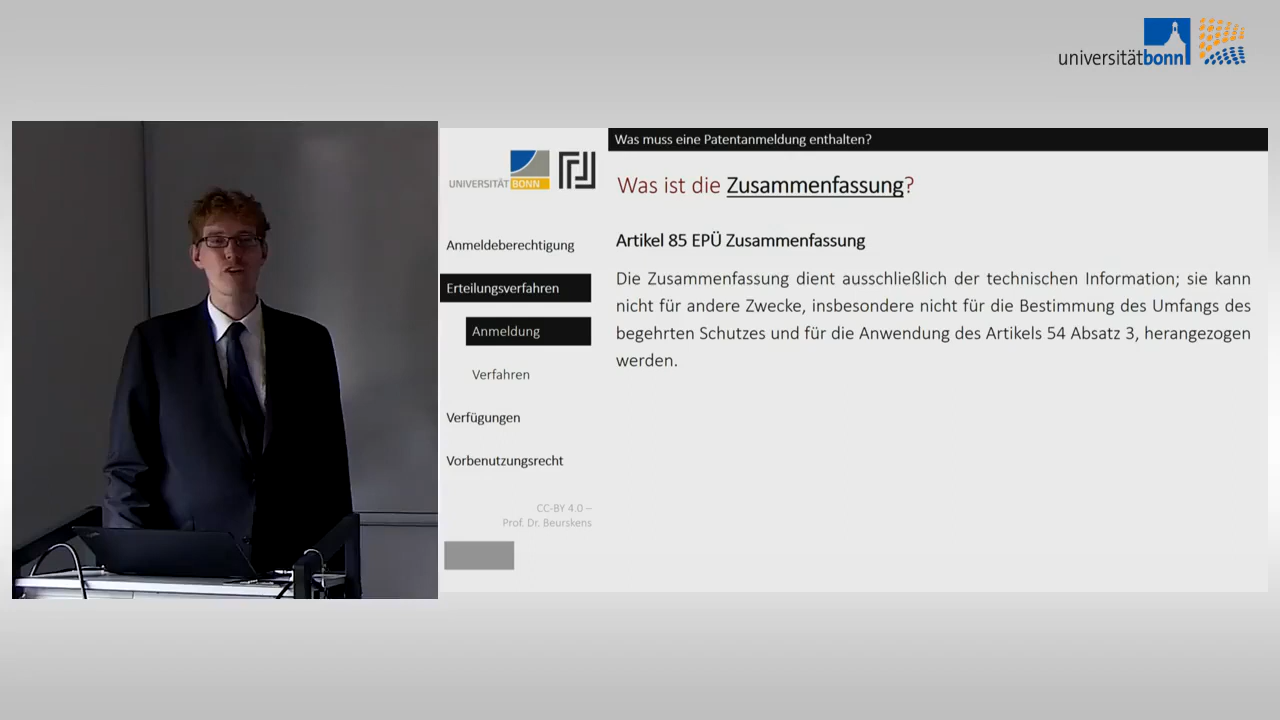 universitätbonn
Was muss eine Patentanmeldung enthalten?
UNIVERSITÄT BONN
Was ist die Zusammenfassung?
Anmeldeberechtigung
Erteilungsverfahren
Anmeldung
Verfahren
Verfügungen
Vorbenutzungsrecht
CC-BY 4.0 –
Prof. Dr. Beurskens
Artikel 85 EPÜ Zusammenfassung
Die Zusammenfassung dient ausschließlich der technischen Information; sie kann
nicht für andere Zwecke, insbesondere nicht für die Bestimmung des Umfangs des
begehrten Schutzes und für die Anwendung des Artikels 54 Absatz 3, herangezogen
werden.